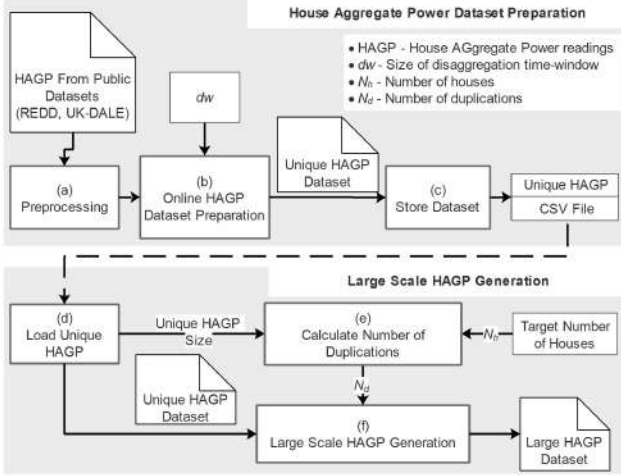 House Aggregate Power Dataset Preparation
HAGP From Public
Datasets
(REDD, UK-DALE)
dw
• HAGP - House AGgregate Power readings
• dw - Size of disaggregation time-window
• Nh - Number of houses
• Nd - Number of duplications
Unique HAGP
Dataset
(a)
Preprocessing
(b)
Online HAGP
Dataset Preparation
(c)
Store Dataset
Unique HAGP
CSV File
Large Scale HAGP Generation
(d)
Load Unique
HAGP
Unique HAGP
Size
(e)
Calculate Number of
Duplications
Nh
Target Number
of Houses
Unique HAGP
Dataset
Nd
(f)
Large Scale HAGP Generation
Large HAGP
Dataset